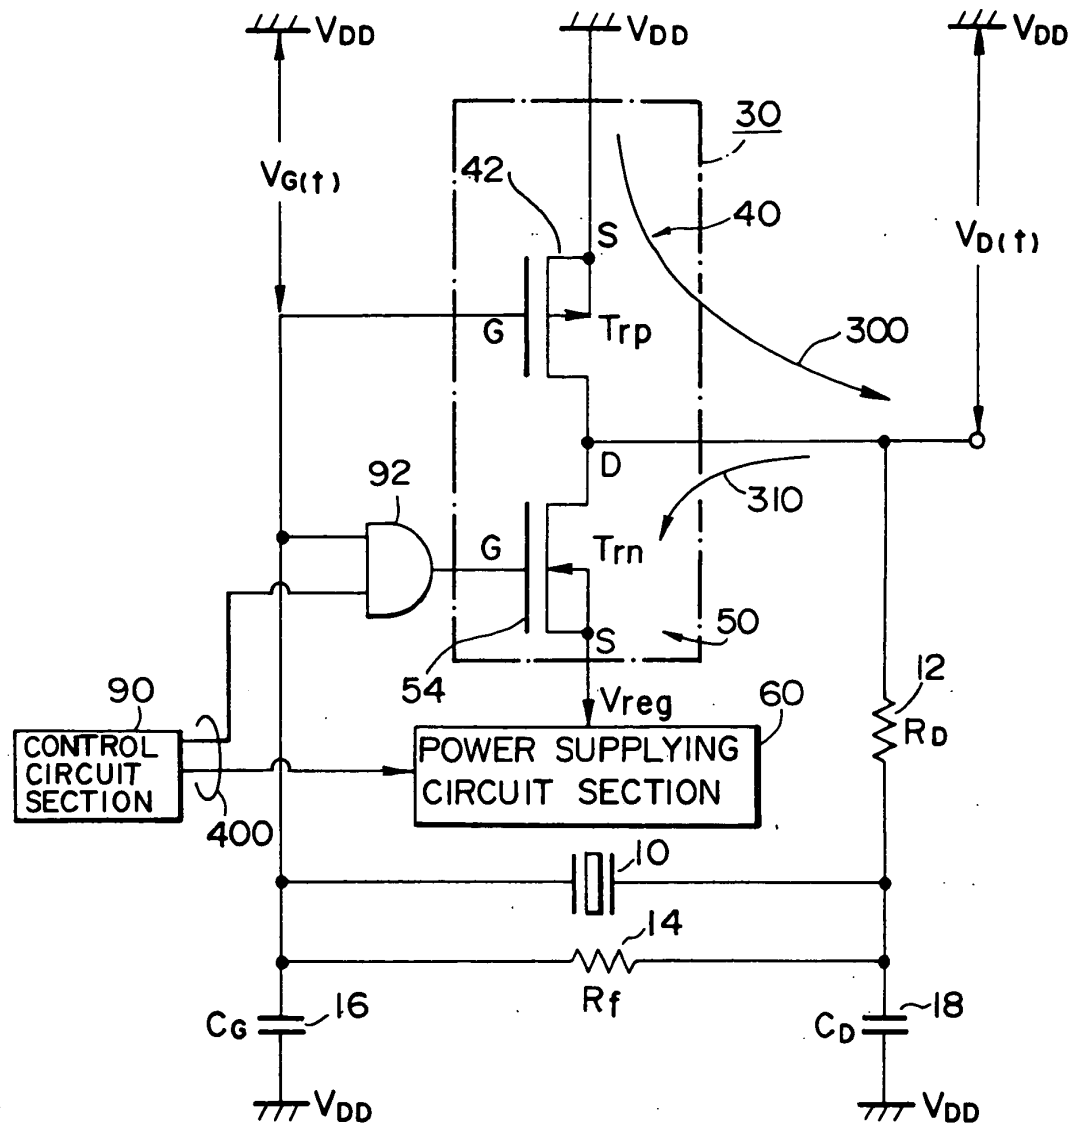 VDD
VDD
VDD
30
42
VG(t)
40
VD(t)
S
G
Trp
300
D
310
92
G
Trn
54
S
50
12
90
Vreg
60
RD
CONTROL
CIRCUIT
SECTION
POWER SUPPLYING
CIRCUIT SECTION
400
10
14
Rf
16
CG
18
CD
VDD
VDD